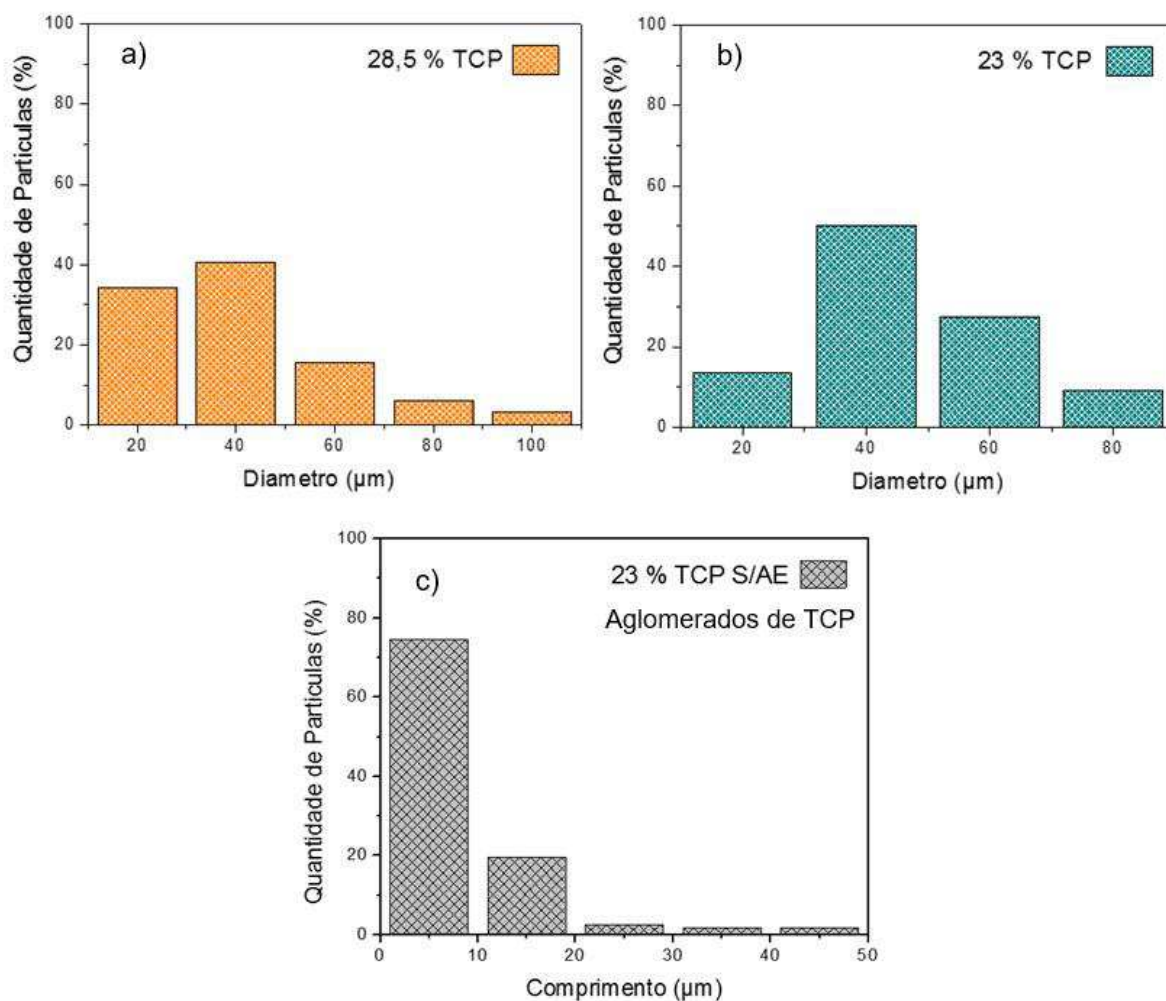 a)
28,5 % TCP
Quantidade de Particulas (%)
100
80
60
40
20
0
20 40 60 80 100
Diametro (µm)
b)
23 % TCP
Quantidade de Particulas (%)
100
80
60
40
20
0
20 40 60 80
Diametro (µm)
c)
23 % TCP S/AE
Aglomerados de TCP
Quantidade de Particulas (%)
100
80
60
40
20
0
0 10 20 30 40 50
Comprimento (µm)